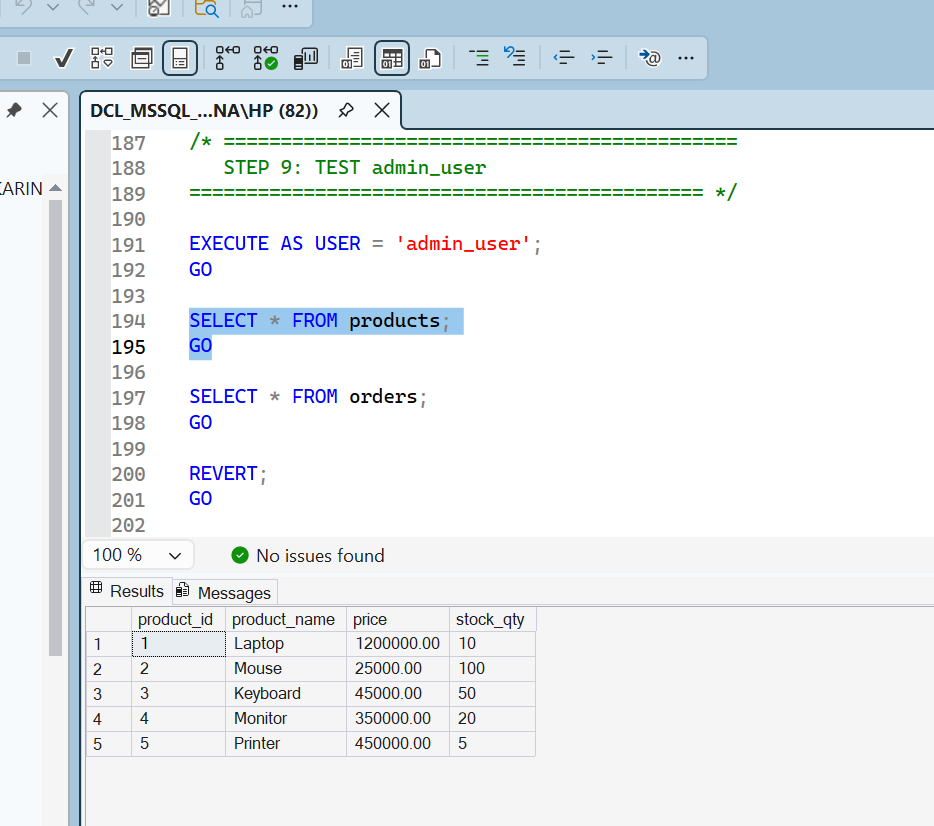 DCL_MSSQL_...NA\HP (82))
KARIN
187 /* =============================================
188 STEP 9: TEST admin_user
189 ============================================= */
190
191 EXECUTE AS USER = 'admin_user';
192 GO
193
194 SELECT * FROM products;
195 GO
196
197 SELECT * FROM orders;
198 GO
199
200 REVERT;
201 GO
202
100 % No issues found
Results Messages
product_id product_name price stock_qty
1 1 Laptop 1200000.00 10
2 2 Mouse 25000.00 100
3 3 Keyboard 45000.00 50
4 4 Monitor 350000.00 20
5 5 Printer 450000.00 5